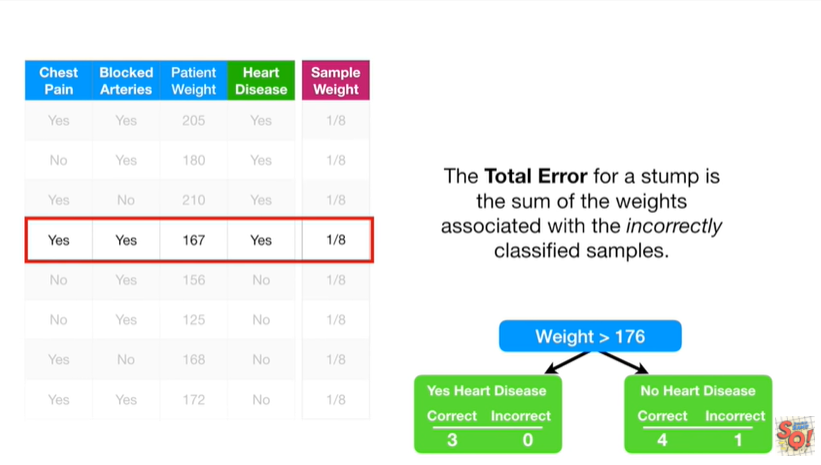 Chest Pain Blocked Arteries Patient Weight Heart Disease Sample Weight
Yes Yes 205 Yes 1/8
No Yes 180 Yes 1/8
Yes No 210 Yes 1/8
Yes Yes 167 Yes 1/8
No Yes 156 No 1/8
No Yes 125 No 1/8
Yes No 168 No 1/8
Yes Yes 172 No 1/8
The Total Error for a stump is
the sum of the weights
associated with the incorrectly
classified samples.
Weight > 176
Yes Heart Disease
Correct Incorrect
3 0
No Heart Disease
Correct Incorrect
4 1
SQ!